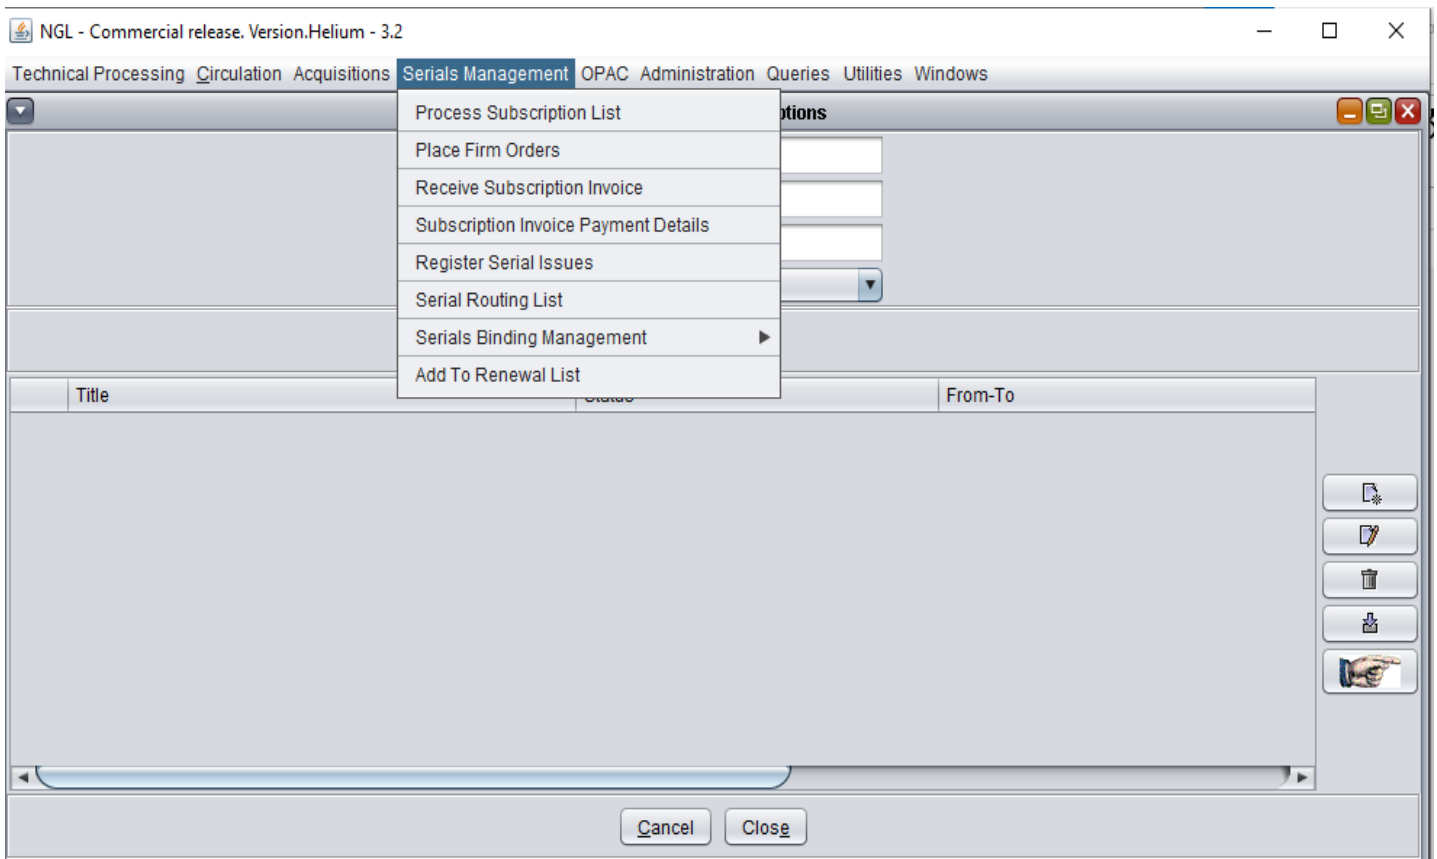 NGL - Commercial release. Version.Helium - 3.2
Technical Processing Circulation Acquisitions Serials Management OPAC Administration Queries Utilities Windows
Process Subscription List
Place Firm Orders
Receive Subscription Invoice
Subscription Invoice Payment Details
Register Serial Issues
Serial Routing List
Serials Binding Management
Add To Renewal List
Title From-To
Cancel Close